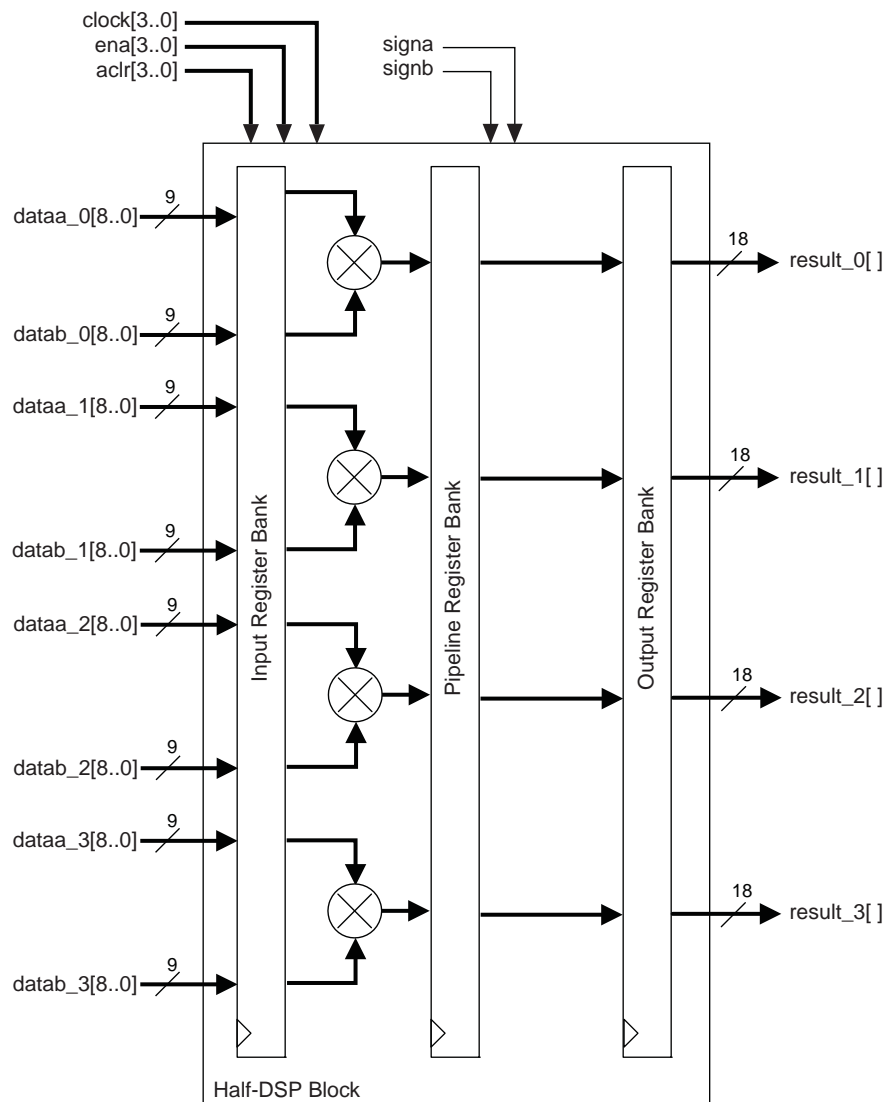 clock[3..0]
ena[3..0]
aclr[3..0]
signa
signb
dataa_0[8..0]
9
datab_0[8..0]
9
dataa_1[8..0]
9
datab_1[8..0]
9
dataa_2[8..0]
9
datab_2[8..0]
9
dataa_3[8..0]
9
datab_3[8..0]
9
Input Register Bank
Pipeline Register Bank
Output Register Bank
18
result_0[ ]
18
result_1[ ]
18
result_2[ ]
18
result_3[ ]
Half-DSP Block